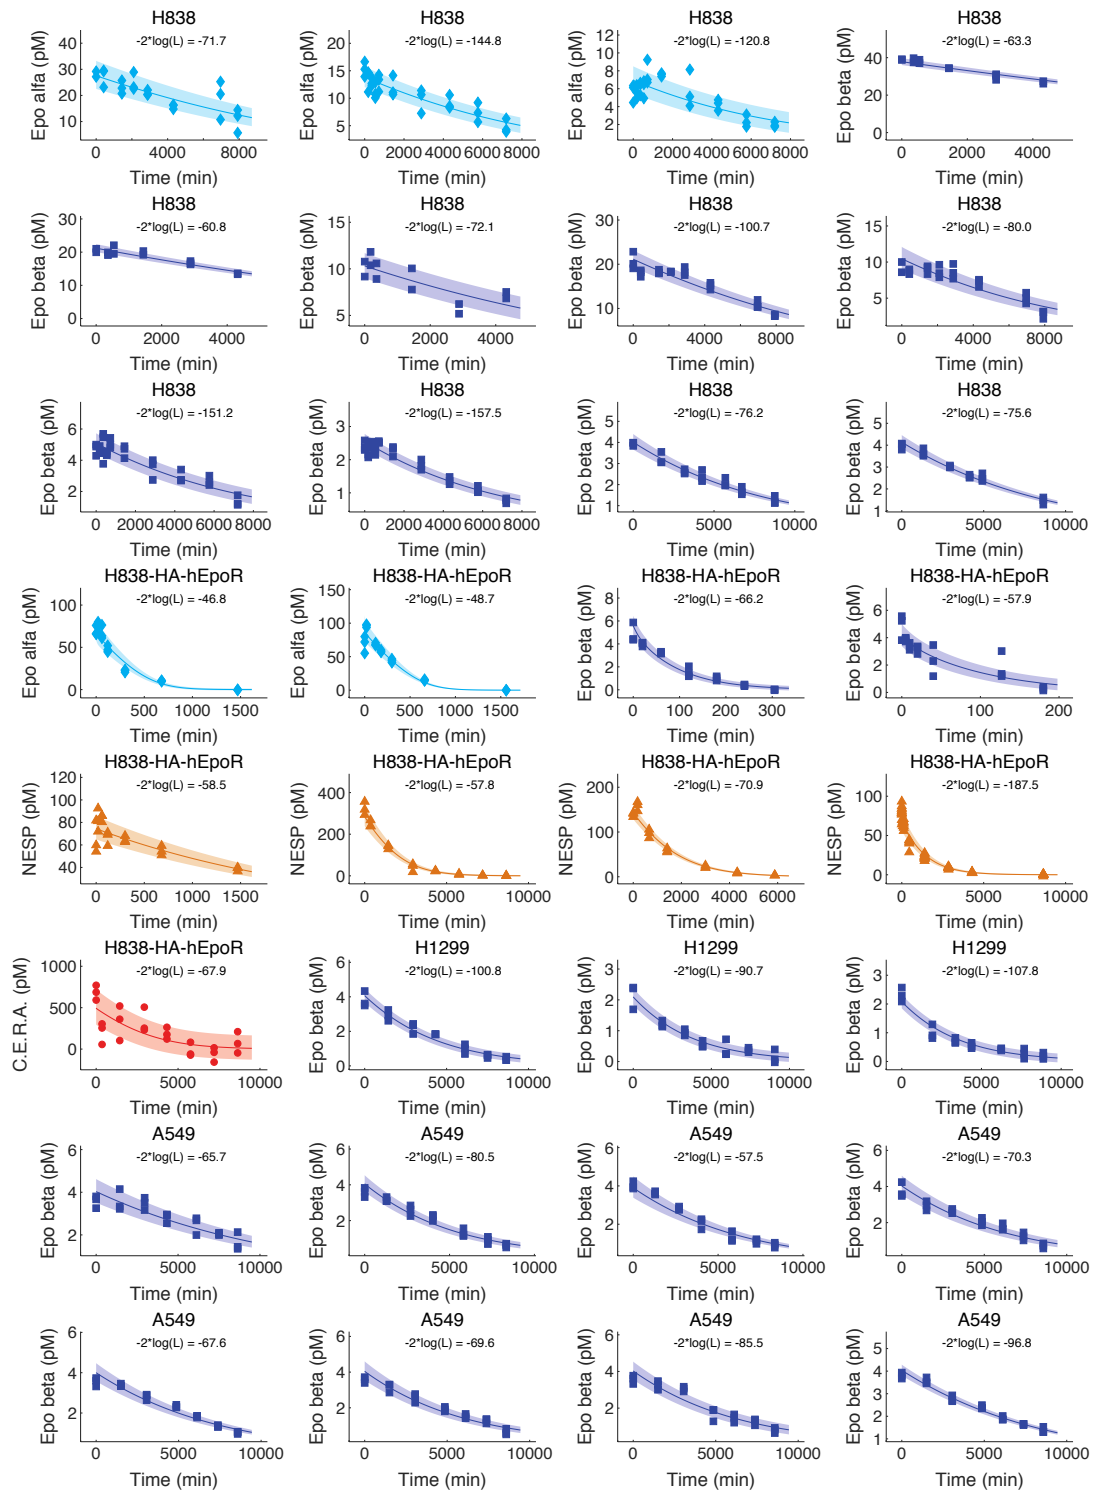 H838 H838 H838 H838
-2*log(L) = -71.7 -2*log(L) = -144.8 -2*log(L) = -120.8 -2*log(L) = -63.3
Epo alfa (pM) Epo alfa (pM) Epo alfa (pM) Epo beta (pM)
40 30 20 10 20 15 10 5 12 10 8 6 4 2 40 20 0
0 2000 4000 6000 8000 0 2000 4000 6000 8000 0 2000 4000 6000 8000 0 2000 4000
Time (min) Time (min) Time (min) Time (min)
H838 H838 H838 H838
-2*log(L) = -60.8 -2*log(L) = -72.1 -2*log(L) = -100.7 -2*log(L) = -80.0
Epo beta (pM) Epo beta (pM) Epo beta (pM) Epo beta (pM)
30 20 10 0 15 10 5 30 20 10 15 10 5
0 2000 4000 0 2000 4000 0 2000 4000 6000 8000 0 2000 4000 6000 8000
Time (min) Time (min) Time (min) Time (min)
H838 H838 H838 H838
-2*log(L) = -151.2 -2*log(L) = -157.5 -2*log(L) = -76.2 -2*log(L) = -75.6
Epo beta (pM) Epo beta (pM) Epo beta (pM) Epo beta (pM)
6 4 2 3 2 1 5 4 3 2 1 5 4 3 2 1
0 2000 4000 6000 8000 0 2000 4000 6000 8000 0 5000 10000 0 5000 10000
Time (min) Time (min) Time (min) Time (min)
H838-HA-hEpoR H838-HA-hEpoR H838-HA-hEpoR H838-HA-hEpoR
-2*log(L) = -46.8 -2*log(L) = -48.7 -2*log(L) = -66.2 -2*log(L) = -57.9
Epo alfa (pM) Epo alfa (pM) Epo beta (pM) Epo beta (pM)
100 50 0 150 100 50 0 8 6 4 2 0 6 4 2 0
0 500 1000 1500 0 500 1000 1500 0 100 200 300 0 100 200
Time (min) Time (min) Time (min) Time (min)
H838-HA-hEpoR H838-HA-hEpoR H838-HA-hEpoR H838-HA-hEpoR
-2*log(L) = -58.5 -2*log(L) = -57.8 -2*log(L) = -70.9 -2*log(L) = -187.5
NESP (pM) NESP (pM) NESP (pM) NESP (pM)
120 100 80 60 40 400 200 0 200 100 0 100 50 0
0 500 1000 1500 0 5000 10000 0 2000 4000 6000 0 5000 10000
Time (min) Time (min) Time (min) Time (min)
H838-HA-hEpoR H1299 H1299 H1299
-2*log(L) = -67.9 -2*log(L) = -100.8 -2*log(L) = -90.7 -2*log(L) = -107.8
C.E.R.A. (pM) Epo beta (pM) Epo beta (pM) Epo beta (pM)
1000 500 0 6 4 2 0 3 2 1 0 3 2 1 0
0 5000 10000 0 5000 10000 0 5000 10000 0 5000 10000
Time (min) Time (min) Time (min) Time (min)
A549 A549 A549 A549
-2*log(L) = -65.7 -2*log(L) = -80.5 -2*log(L) = -57.5 -2*log(L) = -70.3
Epo beta (pM) Epo beta (pM) Epo beta (pM) Epo beta (pM)
6 4 2 6 4 2 6 4 2 6 4 2
0 5000 10000 0 5000 10000 0 5000 10000 0 5000 10000
Time (min) Time (min) Time (min) Time (min)
A549 A549 A549 A549
-2*log(L) = -67.6 -2*log(L) = -69.6 -2*log(L) = -85.5 -2*log(L) = -96.8
Epo beta (pM) Epo beta (pM) Epo beta (pM) Epo beta (pM)
6 4 2 6 4 2 6 4 2 5 4 3 2 1
0 5000 10000 0 5000 10000 0 5000 10000 0 5000 10000
Time (min) Time (min) Time (min) Time (min)